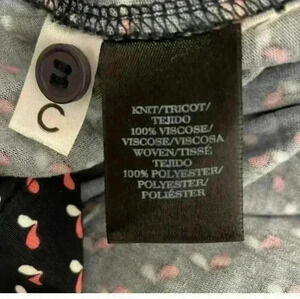 C
KNIT/TRICOT/
TEJIDO
100% VISCOSE/
VISCOSE/VISCOSA
WOVEN/TISSÉ
TEJIDO
100% POLYESTER/
POLYESTER/
POLIÉSTER